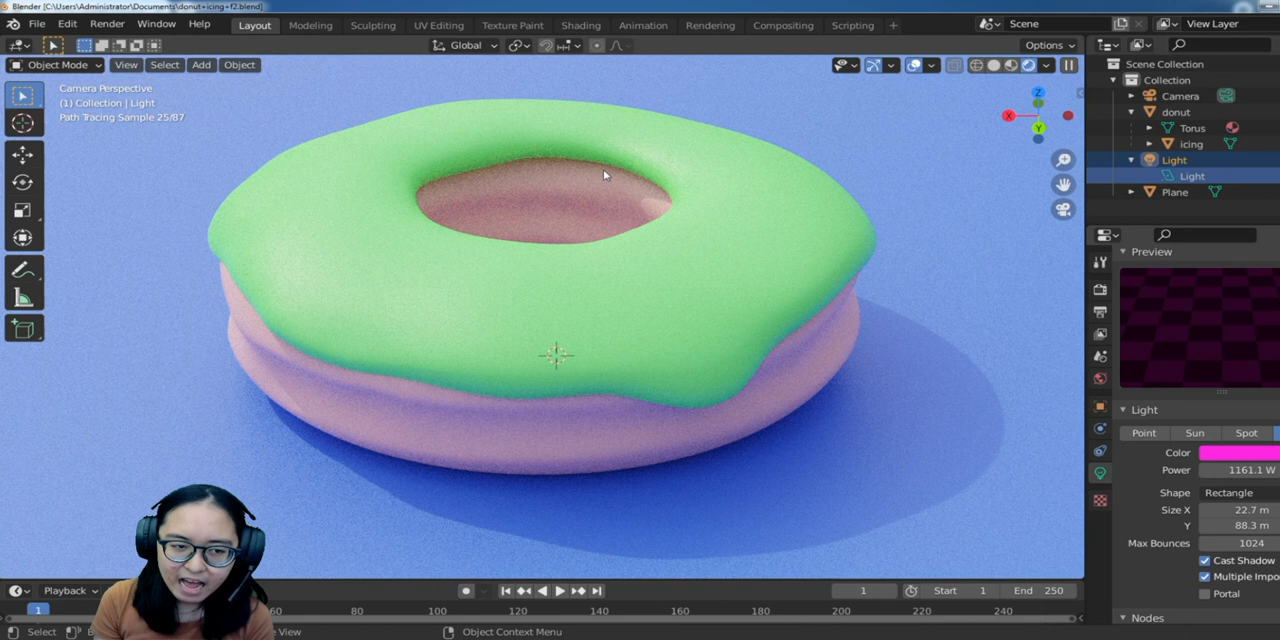 Blender [C:\Users\Administrator\Documents\donut+icing+f2.blend]
File Edit Render Window Help Layout Modeling Sculpting UV Editing Texture Paint Shading Animation Rendering Compositing Scripting + Scene View Layer
Global Options
Object Mode View Select Add Object
Camera Perspective
(1) Collection | Light
Path Tracing Sample 25/87
Z
X
Y
Scene Collection
Collection
Camera
donut
Torus
icing
Light
Light
Plane
Preview
Light
Point Sun Spot
Color
Power 1161.1 W
Shape Rectangle
Size X 22.7 m
Y 88.3 m
Max Bounces 1024
Cast Shadow
Multiple Impo
Portal
Nodes
Playback 1 Start 1 End 250
1 60 80 100 120 140 160 180 200 220 240
Select View Object Context Menu